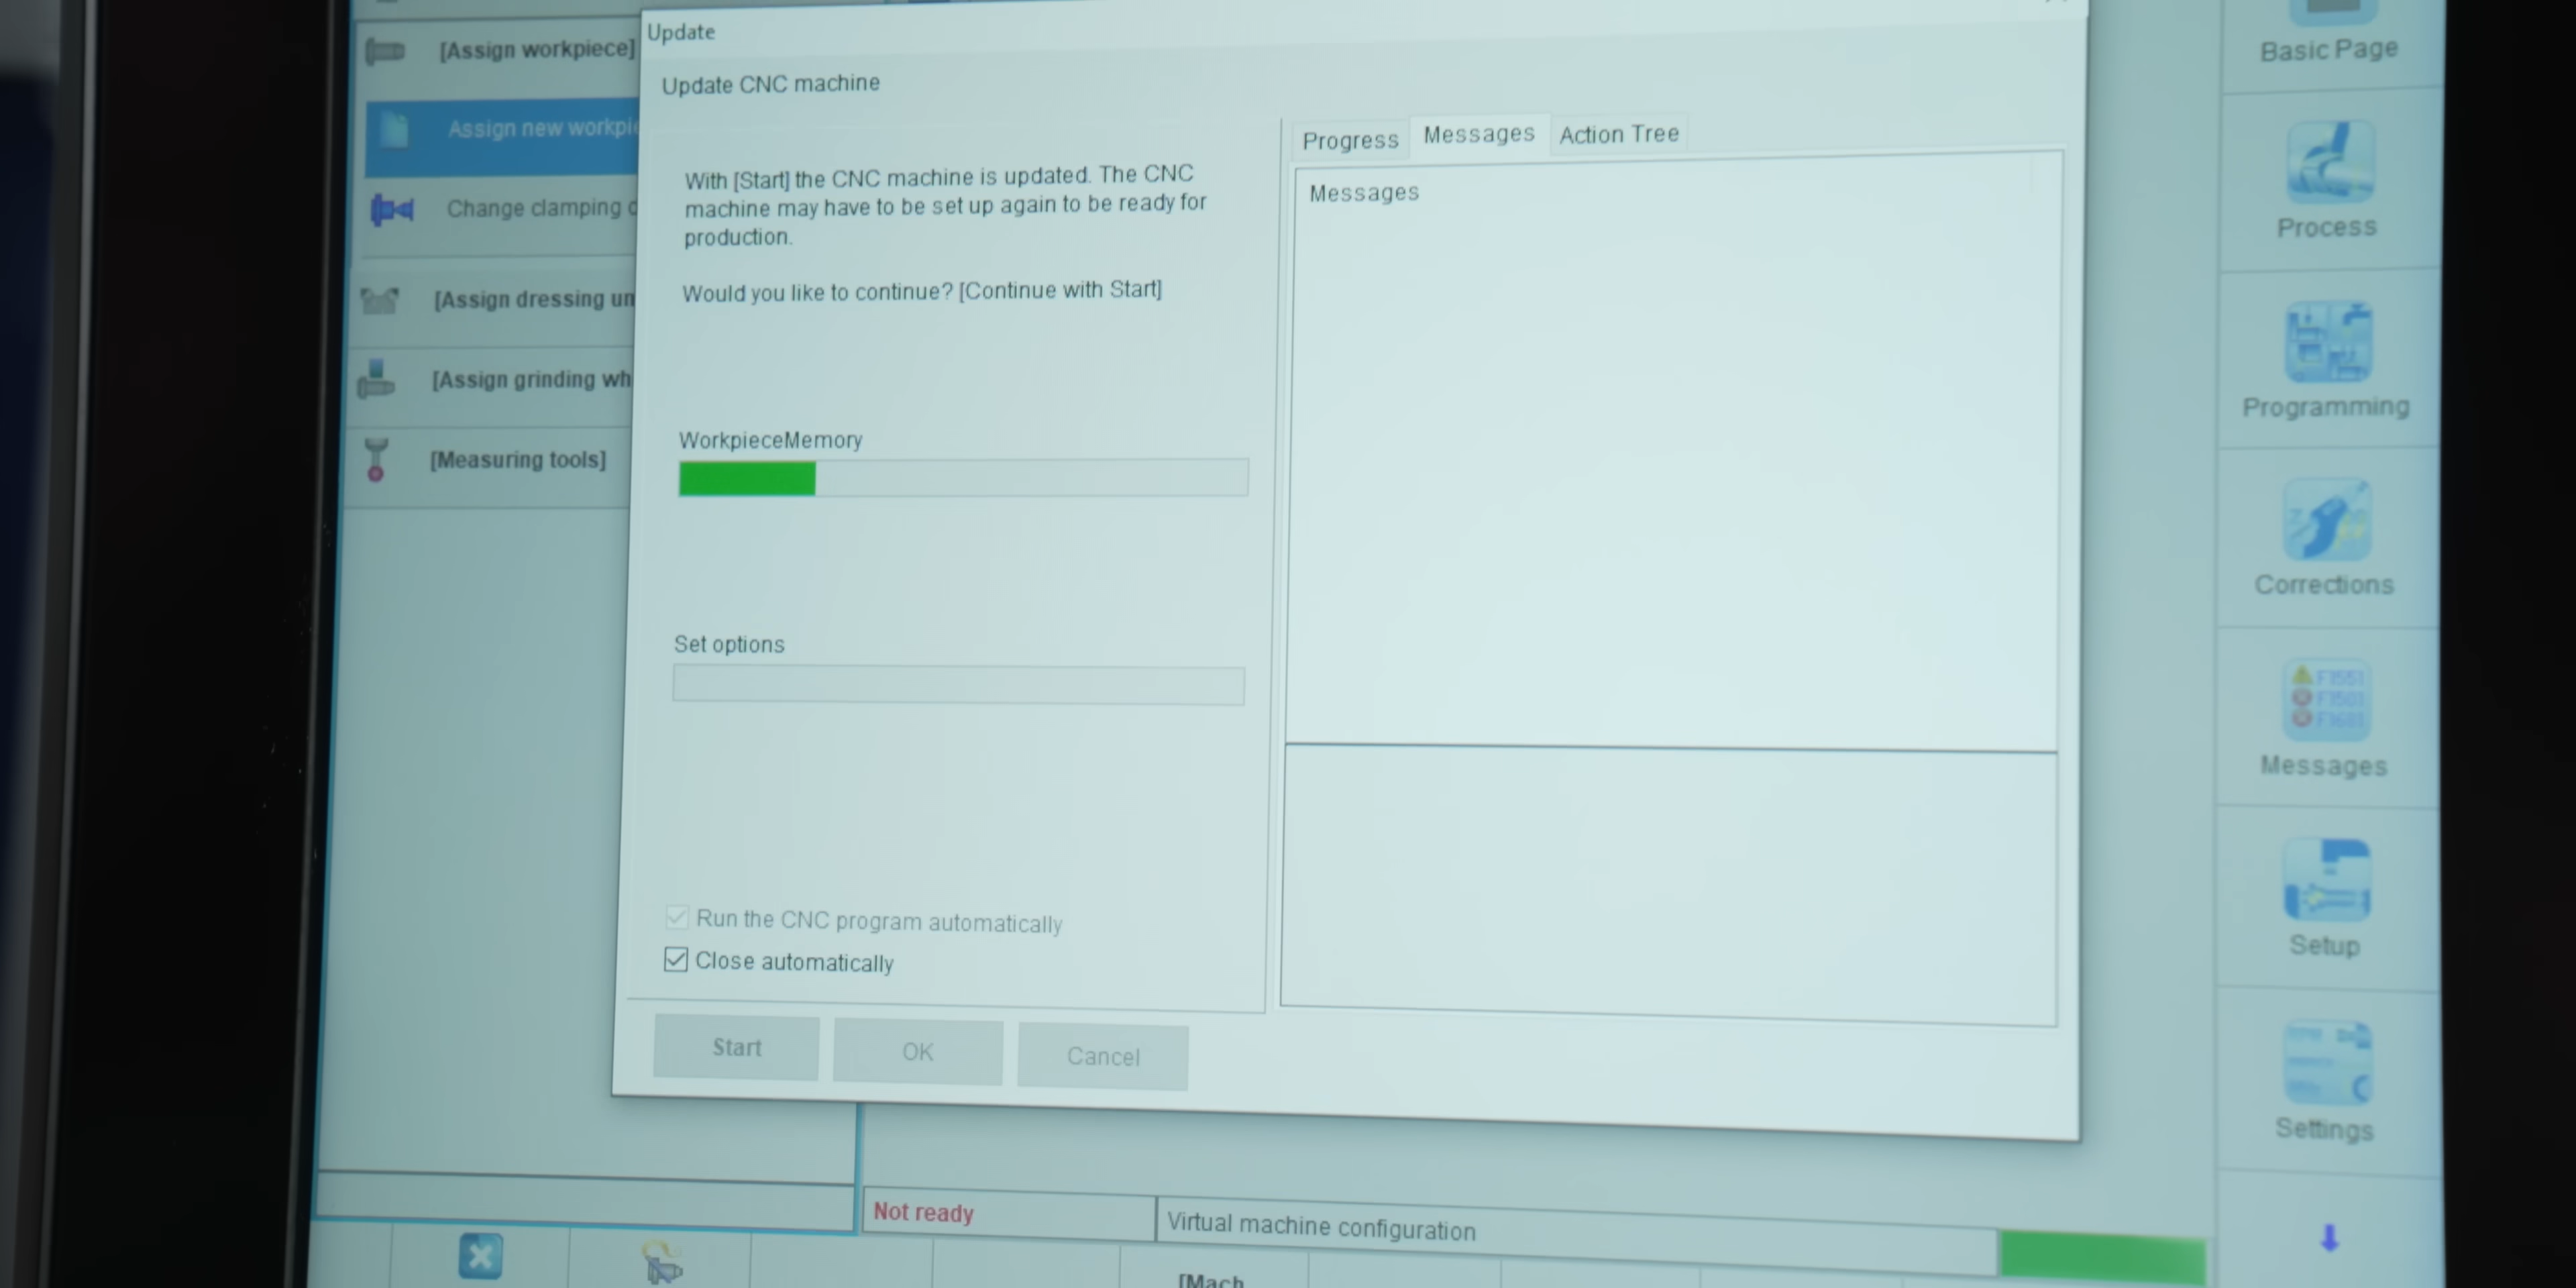 Update
Update CNC machine
[Assign workpiece]
Assign new
Change clamping
[Assign dressing
[Assign grinding
[Measuring tools]
With [Start] the CNC machine is updated. The CNC
machine may have to be set up again to be ready for
production.
Would you like to continue? [Continue with Start]
WorkpieceMemory
Set options
Run the CNC program automatically
Close automatically
Start
OK
Cancel
Progress
Messages
Action Tree
Messages
Not ready
Virtual machine configuration
Basic Page
Process
Programming
Corrections
Messages
Setup
Settings